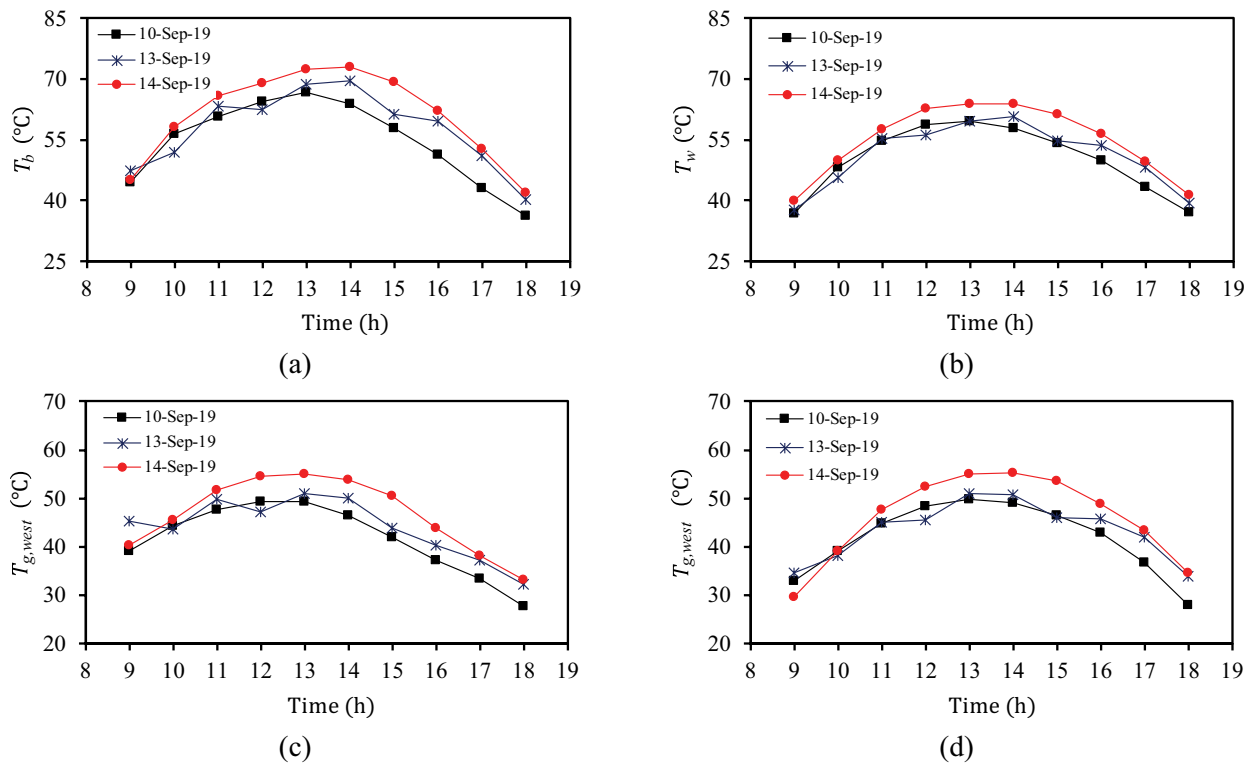 85
70
55
40
25
T_b (°C)
10-Sep-19
13-Sep-19
14-Sep-19
8 9 10 11 12 13 14 15 16 17 18 19
Time (h)
(a)
85
70
55
40
25
T_w (°C)
10-Sep-19
13-Sep-19
14-Sep-19
8 9 10 11 12 13 14 15 16 17 18 19
Time (h)
(b)
70
60
50
40
30
20
T_g,west (°C)
10-Sep-19
13-Sep-19
14-Sep-19
8 9 10 11 12 13 14 15 16 17 18 19
Time (h)
(c)
70
60
50
40
30
20
T_g,west (°C)
10-Sep-19
13-Sep-19
14-Sep-19
8 9 10 11 12 13 14 15 16 17 18 19
Time (h)
(d)